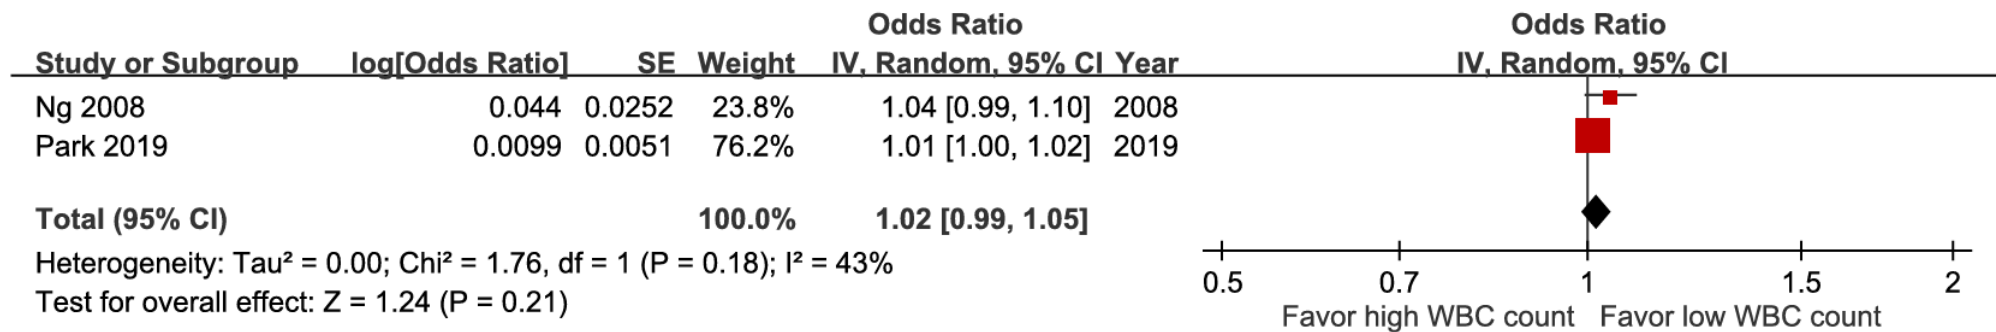 Odds Ratio Odds Ratio
Study or Subgroup log[Odds Ratio] SE Weight IV, Random, 95% CI Year IV, Random, 95% CI
Ng 2008 0.044 0.0252 23.8% 1.04 [0.99, 1.10] 2008
Park 2019 0.0099 0.0051 76.2% 1.01 [1.00, 1.02] 2019
Total (95% CI) 100.0% 1.02 [0.99, 1.05]
Heterogeneity: Tau² = 0.00; Chi² = 1.76, df = 1 (P = 0.18); I² = 43%
Test for overall effect: Z = 1.24 (P = 0.21)
0.5 0.7 1 1.5 2
Favor high WBC count Favor low WBC count